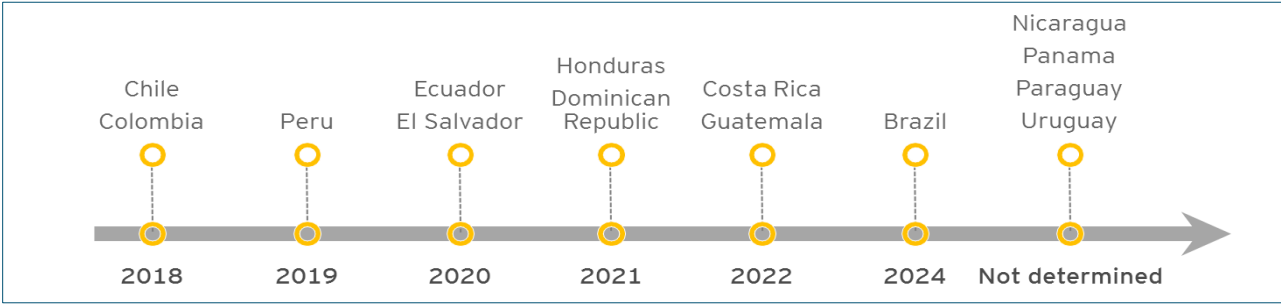 Chile
Colombia
Peru
Ecuador
El Salvador
Honduras
Dominican
Republic
Costa Rica
Guatemala
Brazil
Nicaragua
Panama
Paraguay
Uruguay
2018
2019
2020
2021
2022
2024
Not determined